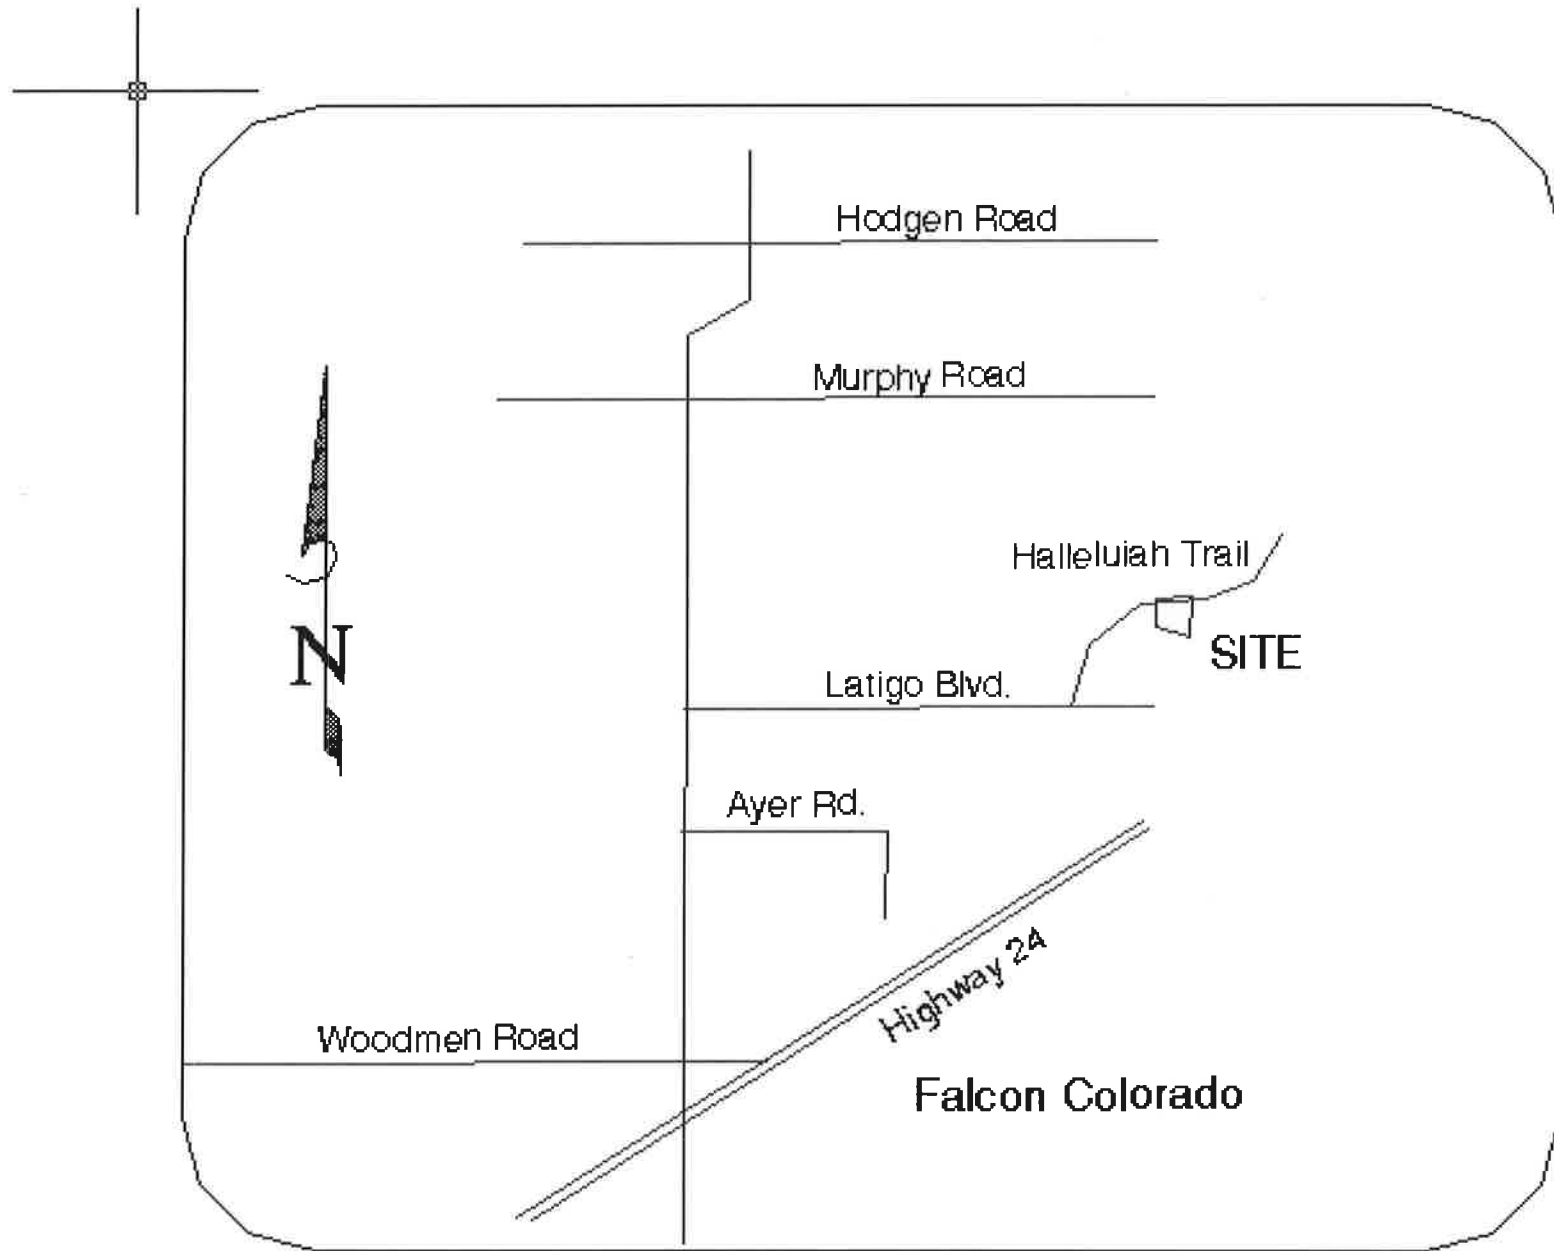 Hodgen Road
Murphy Road
Halleluiah Trail
N
SITE
Latigo Blvd.
Ayer Rd.
Highway 24
Woodmen Road
Falcon Colorado